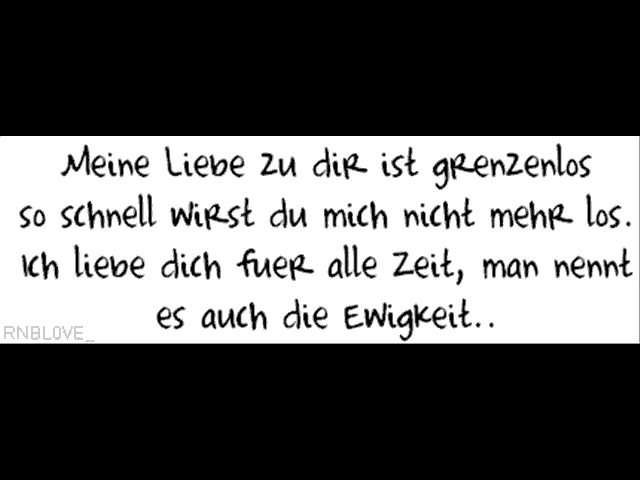 Meine Liebe zu dir ist grenzenlos
so schnell wirst du mich nicht mehr los.
Ich liebe dich fuer alle Zeit, man nennt
es auch die Ewigkeit..
RNBLOVE_